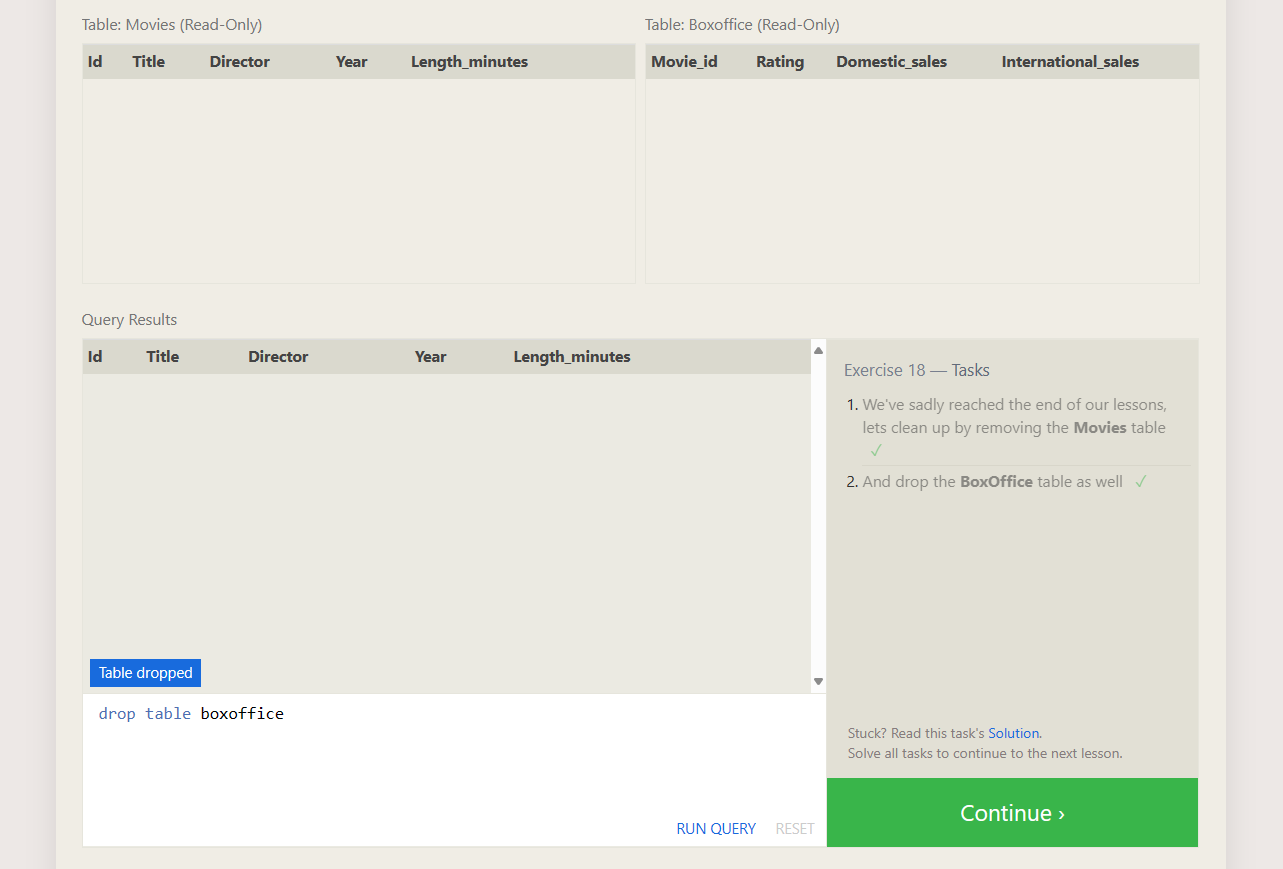 Table: Movies (Read-Only)
Id Title Director Year Length_minutes
Table: Boxoffice (Read-Only)
Movie_id Rating Domestic_sales International_sales
Query Results
Id Title Director Year Length_minutes
Table dropped
drop table boxoffice
RUN QUERY RESET
Exercise 18 — Tasks
1. We've sadly reached the end of our lessons,
lets clean up by removing the Movies table
✓
2. And drop the BoxOffice table as well ✓
Stuck? Read this task's Solution.
Solve all tasks to continue to the next lesson.
Continue ›